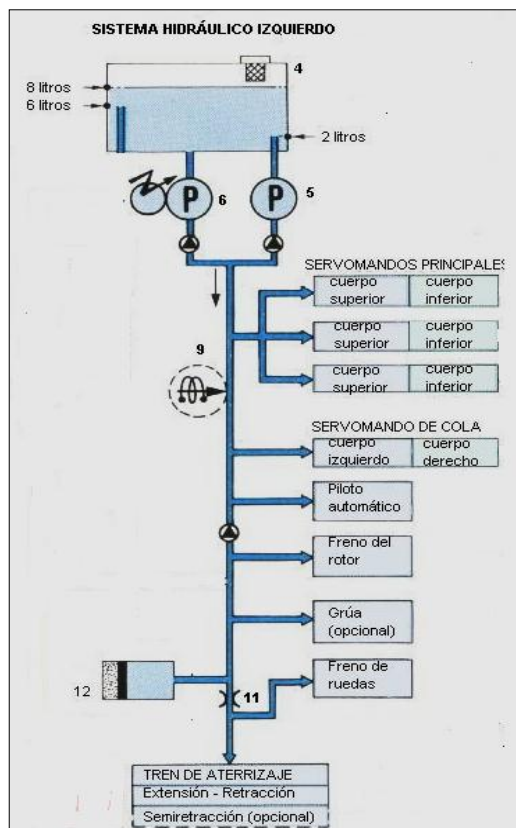 SISTEMA HIDRÁULICO IZQUIERDO
4
8 litros
6 litros
2 litros
P
6
P
5
SERVOMANDOS PRINCIPALES
cuerpo superior
cuerpo inferior
cuerpo superior
cuerpo inferior
9
cuerpo superior
cuerpo inferior
SERVOMANDO DE COLA
cuerpo izquierdo
cuerpo derecho
Piloto automático
Freno del rotor
Grúa (opcional)
Freno de ruedas
12
11
TREN DE ATERRIZAJE
Extensión - Retracción
Semiretracción (opcional)